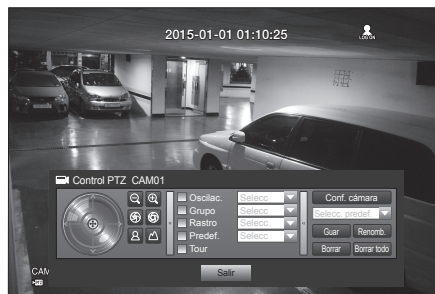 2015-01-01 01:10:25
LOG ON
Control PTZ CAM01
Oscilac. Selecc
Grupo Selecc
Rastro Selecc
Predef. Selecc
Tour
Conf. cámara
Selecc. predef.
Guar Renomb.
Borrar Borrar todo
CAM
Salir